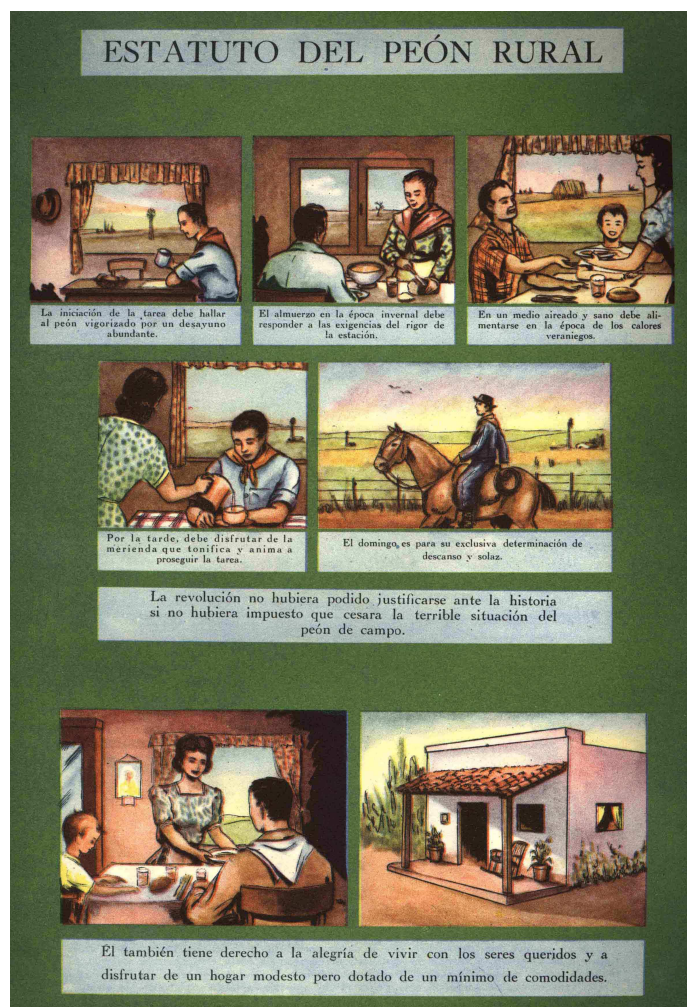 ESTATUTO DEL PEÓN RURAL
La iniciación de la tarea debe hallar
al peón vigorizado por un desayuno
abundante.
El almuerzo en la época invernal debe
responder a las exigencias del rigor de
la estación.
En un medio aireado y sano debe ali-
mentarse en la época de los calores
veraniegos.
Por la tarde, debe disfrutar de la
merienda que tonifica y anima a
proseguir la tarea.
El domingo, es para su exclusiva determinación de
descanso y solaz.
La revolución no hubiera podido justificarse ante la historia
si no hubiera impuesto que cesara la terrible situación del
peón de campo.
Él también tiene derecho a la alegría de vivir con los seres queridos y a
disfrutar de un hogar modesto pero dotado de un mínimo de comodidades.